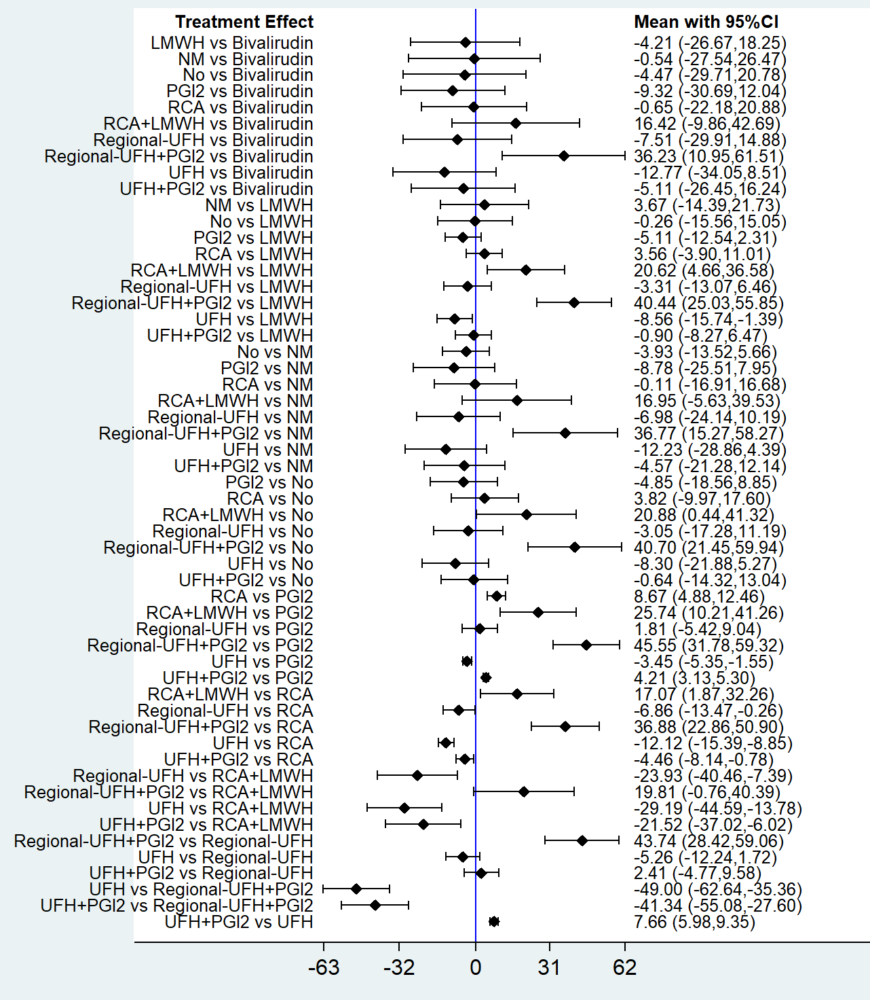 Treatment Effect Mean with 95%CI
LMWH vs Bivalirudin -4.21 (-26.67,18.25)
NM vs Bivalirudin -0.54 (-27.54,26.47)
No vs Bivalirudin -4.47 (-29.71,20.78)
PGI2 vs Bivalirudin -9.32 (-30.69,12.04)
RCA vs Bivalirudin -0.65 (-22.18,20.88)
RCA+LMWH vs Bivalirudin 16.42 (-9.86,42.69)
Regional-UFH vs Bivalirudin -7.51 (-29.91,14.88)
Regional-UFH+PGI2 vs Bivalirudin 36.23 (10.95,61.51)
UFH vs Bivalirudin -12.77 (-34.05,8.51)
UFH+PGI2 vs Bivalirudin -5.11 (-26.45,16.24)
NM vs LMWH 3.67 (-14.39,21.73)
No vs LMWH -0.26 (-15.56,15.05)
PGI2 vs LMWH -5.11 (-12.54,2.31)
RCA vs LMWH 3.56 (-3.90,11.01)
RCA+LMWH vs LMWH 20.62 (4.66,36.58)
Regional-UFH vs LMWH -3.31 (-13.07,6.46)
Regional-UFH+PGI2 vs LMWH 40.44 (25.03,55.85)
UFH vs LMWH -8.56 (-15.74,-1.39)
UFH+PGI2 vs LMWH -0.90 (-8.27,6.47)
No vs NM -3.93 (-13.52,5.66)
PGI2 vs NM -8.78 (-25.51,7.95)
RCA vs NM -0.11 (-16.91,16.68)
RCA+LMWH vs NM 16.95 (-5.63,39.53)
Regional-UFH vs NM -6.98 (-24.14,10.19)
Regional-UFH+PGI2 vs NM 36.77 (15.27,58.27)
UFH vs NM -12.23 (-28.86,4.39)
UFH+PGI2 vs NM -4.57 (-21.28,12.14)
PGI2 vs No -4.85 (-18.56,8.85)
RCA vs No 3.82 (-9.97,17.60)
RCA+LMWH vs No 20.88 (0.44,41.32)
Regional-UFH vs No -3.05 (-17.28,11.19)
Regional-UFH+PGI2 vs No 40.70 (21.45,59.94)
UFH vs No -8.30 (-21.88,5.27)
UFH+PGI2 vs No -0.64 (-14.32,13.04)
RCA vs PGI2 8.67 (4.88,12.46)
RCA+LMWH vs PGI2 25.74 (10.21,41.26)
Regional-UFH vs PGI2 1.81 (-5.42,9.04)
Regional-UFH+PGI2 vs PGI2 45.55 (31.78,59.32)
UFH vs PGI2 -3.45 (-5.35,-1.55)
UFH+PGI2 vs PGI2 4.21 (3.13,5.30)
RCA+LMWH vs RCA 17.07 (1.87,32.26)
Regional-UFH vs RCA -6.86 (-13.47,-0.26)
Regional-UFH+PGI2 vs RCA 36.88 (22.86,50.90)
UFH vs RCA -12.12 (-15.39,-8.85)
UFH+PGI2 vs RCA -4.46 (-8.14,-0.78)
Regional-UFH vs RCA+LMWH -23.93 (-40.46,-7.39)
Regional-UFH+PGI2 vs RCA+LMWH 19.81 (-0.76,40.39)
UFH vs RCA+LMWH -29.19 (-44.59,-13.78)
UFH+PGI2 vs RCA+LMWH -21.52 (-37.02,-6.02)
Regional-UFH+PGI2 vs Regional-UFH 43.74 (28.42,59.06)
UFH vs Regional-UFH -5.26 (-12.24,1.72)
UFH+PGI2 vs Regional-UFH 2.41 (-4.77,9.58)
UFH vs Regional-UFH+PGI2 -49.00 (-62.64,-35.36)
UFH+PGI2 vs Regional-UFH+PGI2 -41.34 (-55.08,-27.60)
UFH+PGI2 vs UFH 7.66 (5.98,9.35)
-63 -32 0 31 62